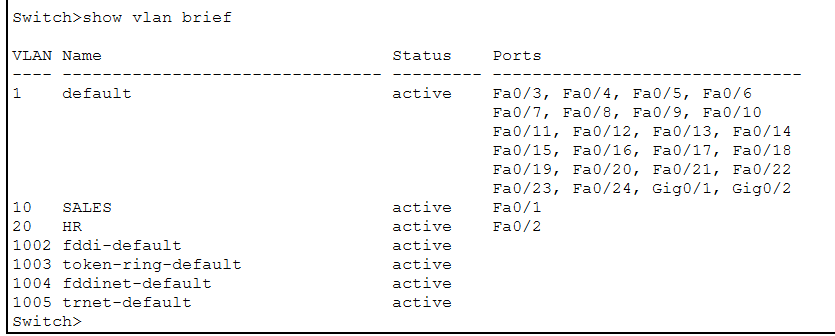 Switch>show vlan brief
VLAN Name                             Status    Ports
---- -------------------------------- --------- -------------------------------
1    default                          active    Fa0/3, Fa0/4, Fa0/5, Fa0/6
                                                Fa0/7, Fa0/8, Fa0/9, Fa0/10
                                                Fa0/11, Fa0/12, Fa0/13, Fa0/14
                                                Fa0/15, Fa0/16, Fa0/17, Fa0/18
                                                Fa0/19, Fa0/20, Fa0/21, Fa0/22
                                                Fa0/23, Fa0/24, Gig0/1, Gig0/2
10   SALES                            active    Fa0/1
20   HR                               active    Fa0/2
1002 fddi-default                     active
1003 token-ring-default               active
1004 fddinet-default                  active
1005 trnet-default                    active
Switch>